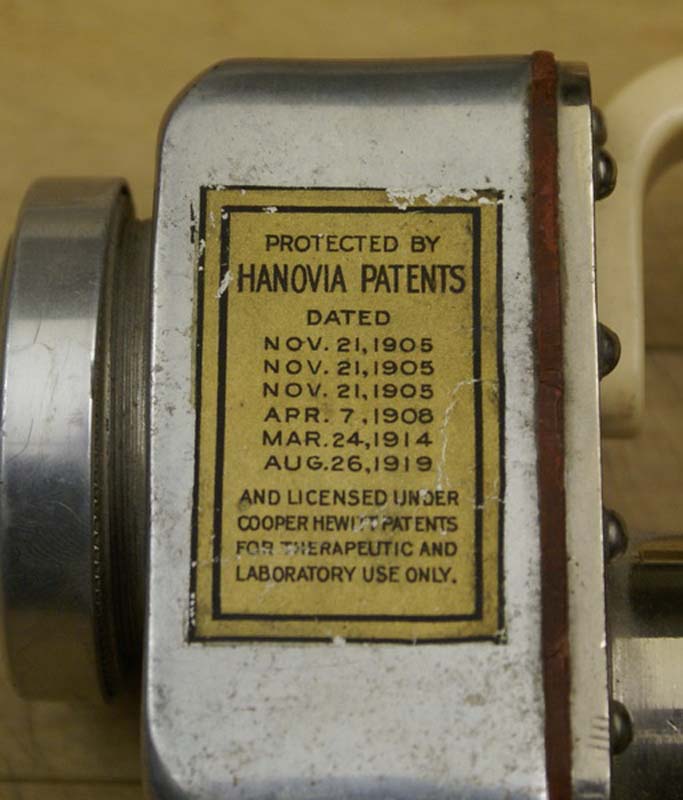 PROTECTED BY
HANOVIA PATENTS
DATED
NOV. 21, 1905
NOV. 21, 1905
NOV. 21, 1905
APR. 7, 1908
MAR. 24, 1914
AUG. 26, 1919
AND LICENSED UNDER
COOPER HEWITT PATENTS
FOR THERAPEUTIC AND
LABORATORY USE ONLY.